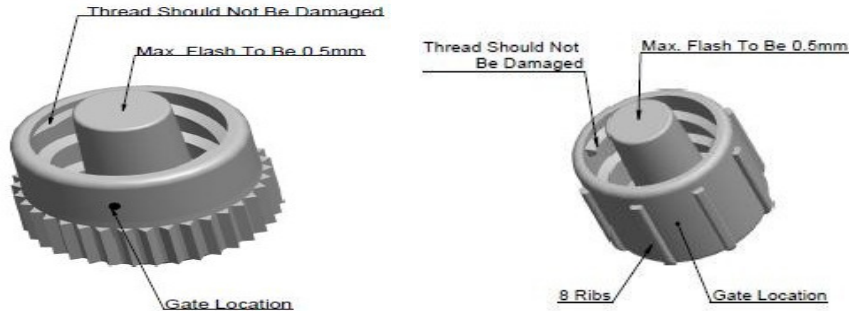 Thread Should Not Be Damaged
Max. Flash To Be 0.5mm
Gate Location
Thread Should Not
Be Damaged
Max. Flash To Be 0.5mm
8 Ribs
Gate Location